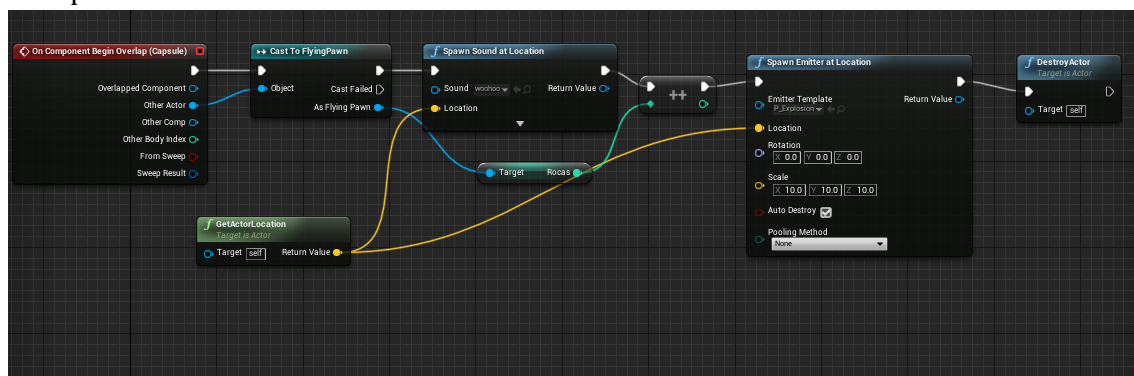 On Component Begin Overlap (Capsule)
Overlapped Component
Other Actor
Other Comp
Other Body Index
From Sweep
Sweep Result
Cast To FlyingPawn
Object
Cast Failed
As Flying Pawn
Spawn Sound at Location
Sound woohoo
Return Value
Location
++
Target Rocas
GetActorLocation
Target is Actor
Target self
Return Value
Spawn Emitter at Location
Emitter Template
P_Explosion
Return Value
Location
Rotation
X 0.0 Y 0.0 Z 0.0
Scale
X 10.0 Y 10.0 Z 10.0
Auto Destroy
Pooling Method
None
DestroyActor
Target is Actor
Target self